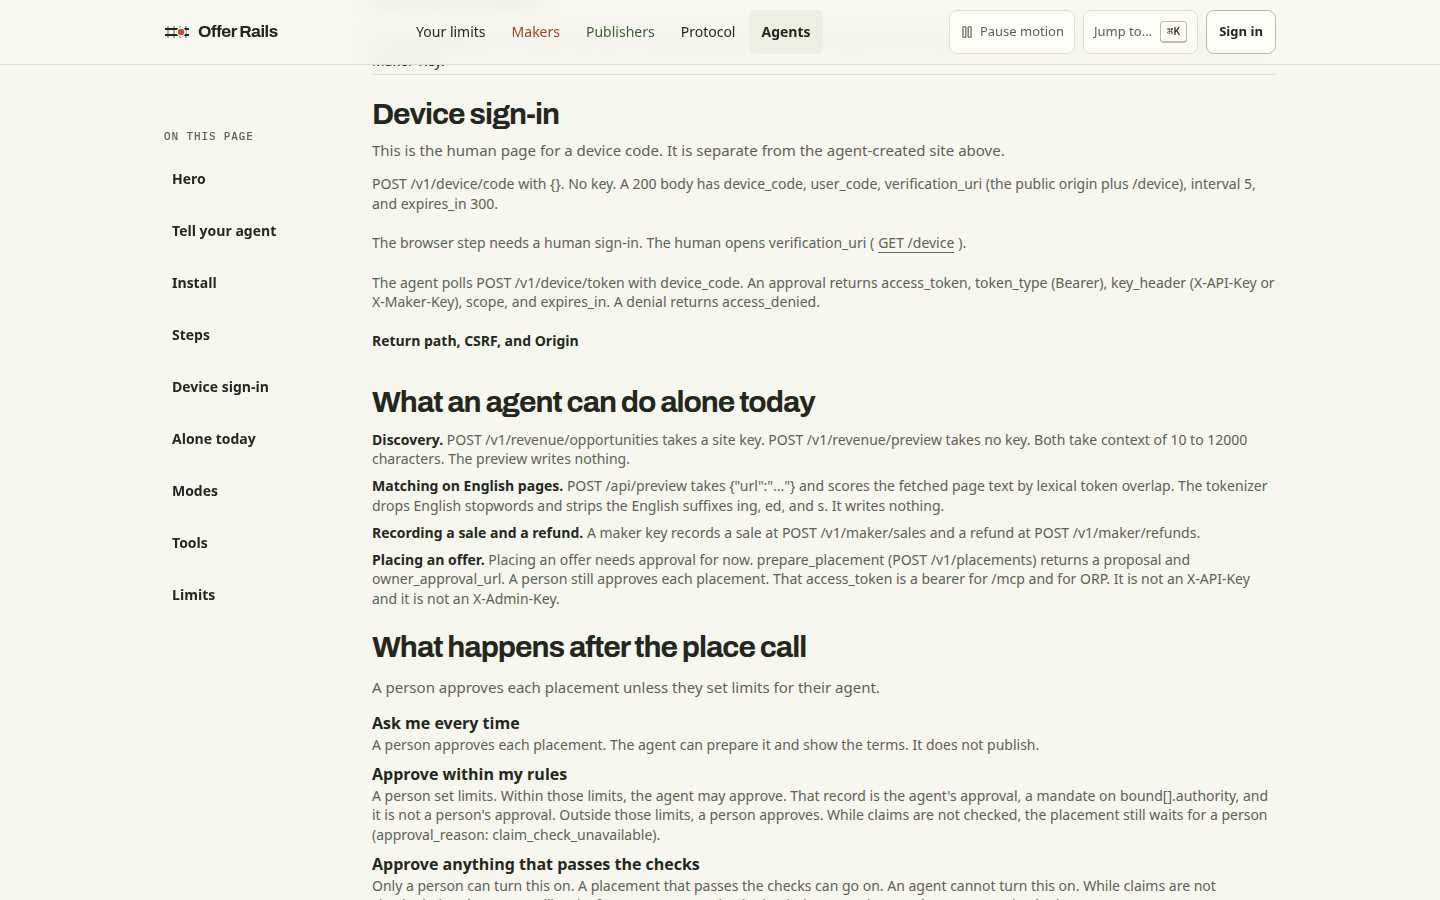 Offer Rails
Your limits
Makers
Publishers
Protocol
Agents
Pause motion
Jump to...
⌘K
Sign in
ON THIS PAGE
Hero
Tell your agent
Install
Steps
Device sign-in
Alone today
Modes
Tools
Limits
Device sign-in
This is the human page for a device code. It is separate from the agent-created site above.
POST /v1/device/code with {}. No key. A 200 body has device_code, user_code, verification_uri (the public origin plus /device), interval 5,
and expires_in 300.
The browser step needs a human sign-in. The human opens verification_uri ( GET /device ).
The agent polls POST /v1/device/token with device_code. An approval returns access_token, token_type (Bearer), key_header (X-API-Key or
X-Maker-Key), scope, and expires_in. A denial returns access_denied.
Return path, CSRF, and Origin
What an agent can do alone today
Discovery. POST /v1/revenue/opportunities takes a site key. POST /v1/revenue/preview takes no key. Both take context of 10 to 12000
characters. The preview writes nothing.
Matching on English pages. POST /api/preview takes {"url":"..."} and scores the fetched page text by lexical token overlap. The tokenizer
drops English stopwords and strips the English suffixes ing, ed, and s. It writes nothing.
Recording a sale and a refund. A maker key records a sale at POST /v1/maker/sales and a refund at POST /v1/maker/refunds.
Placing an offer. Placing an offer needs approval for now. prepare_placement (POST /v1/placements) returns a proposal and
owner_approval_url. A person still approves each placement. That access_token is a bearer for /mcp and for ORP. It is not an X-API-Key
and it is not an X-Admin-Key.
What happens after the place call
A person approves each placement unless they set limits for their agent.
Ask me every time
A person approves each placement. The agent can prepare it and show the terms. It does not publish.
Approve within my rules
A person set limits. Within those limits, the agent may approve. That record is the agent's approval, a mandate on bound[].authority, and
it is not a person's approval. Outside those limits, a person approves. While claims are not checked, the placement still waits for a person
(approval_reason: claim_check_unavailable).
Approve anything that passes the checks
Only a person can turn this on. A placement that passes the checks can go on. An agent cannot turn this on. While claims are not